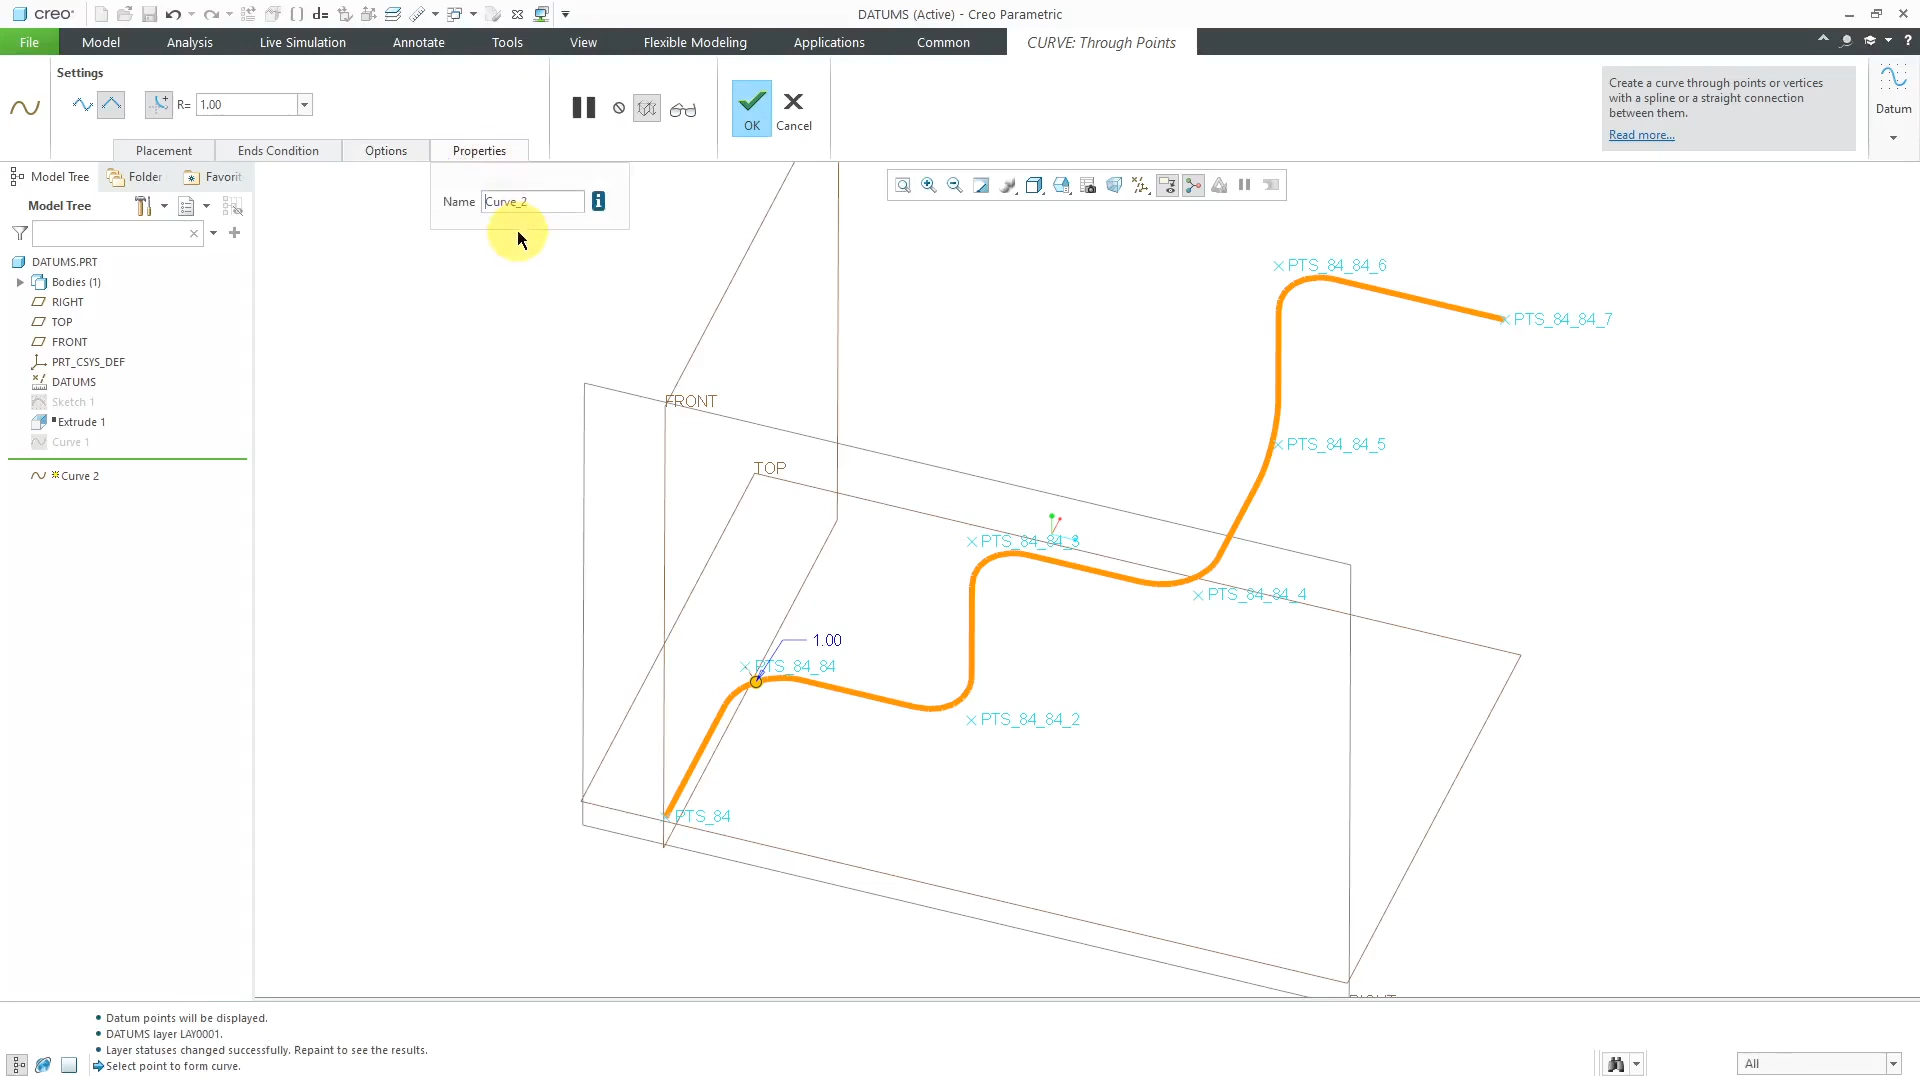 creo
DATUMS (Active) - Creo Parametric
File
Model
Analysis
Live Simulation
Annotate
Tools
View
Flexible Modeling
Applications
Common
CURVE: Through Points
Settings
R=
1.00
OK
Cancel
Create a curve through points or vertices
with a spline or a straight connection
between them.
Read more...
Datum
Placement
Ends Condition
Options
Properties
Model Tree
Folder
Favorit
Name
Curve_2
Model Tree
DATUMS.PRT
Bodies (1)
RIGHT
TOP
FRONT
PRT_CSYS_DEF
DATUMS
Sketch 1
Extrude 1
Curve 1
Curve 2
PTS_84_84_6
PTS_84_84_7
FRONT
PTS_84_84_5
TOP
PTS_84_84_3
PTS_84_84_4
1.00
PTS_84_84
PTS_84_84_2
PTS_84
RIGHT
Datum points will be displayed.
DATUMS layer LAY0001.
Layer statuses changed successfully. Repaint to see the results.
Select point to form curve.
All